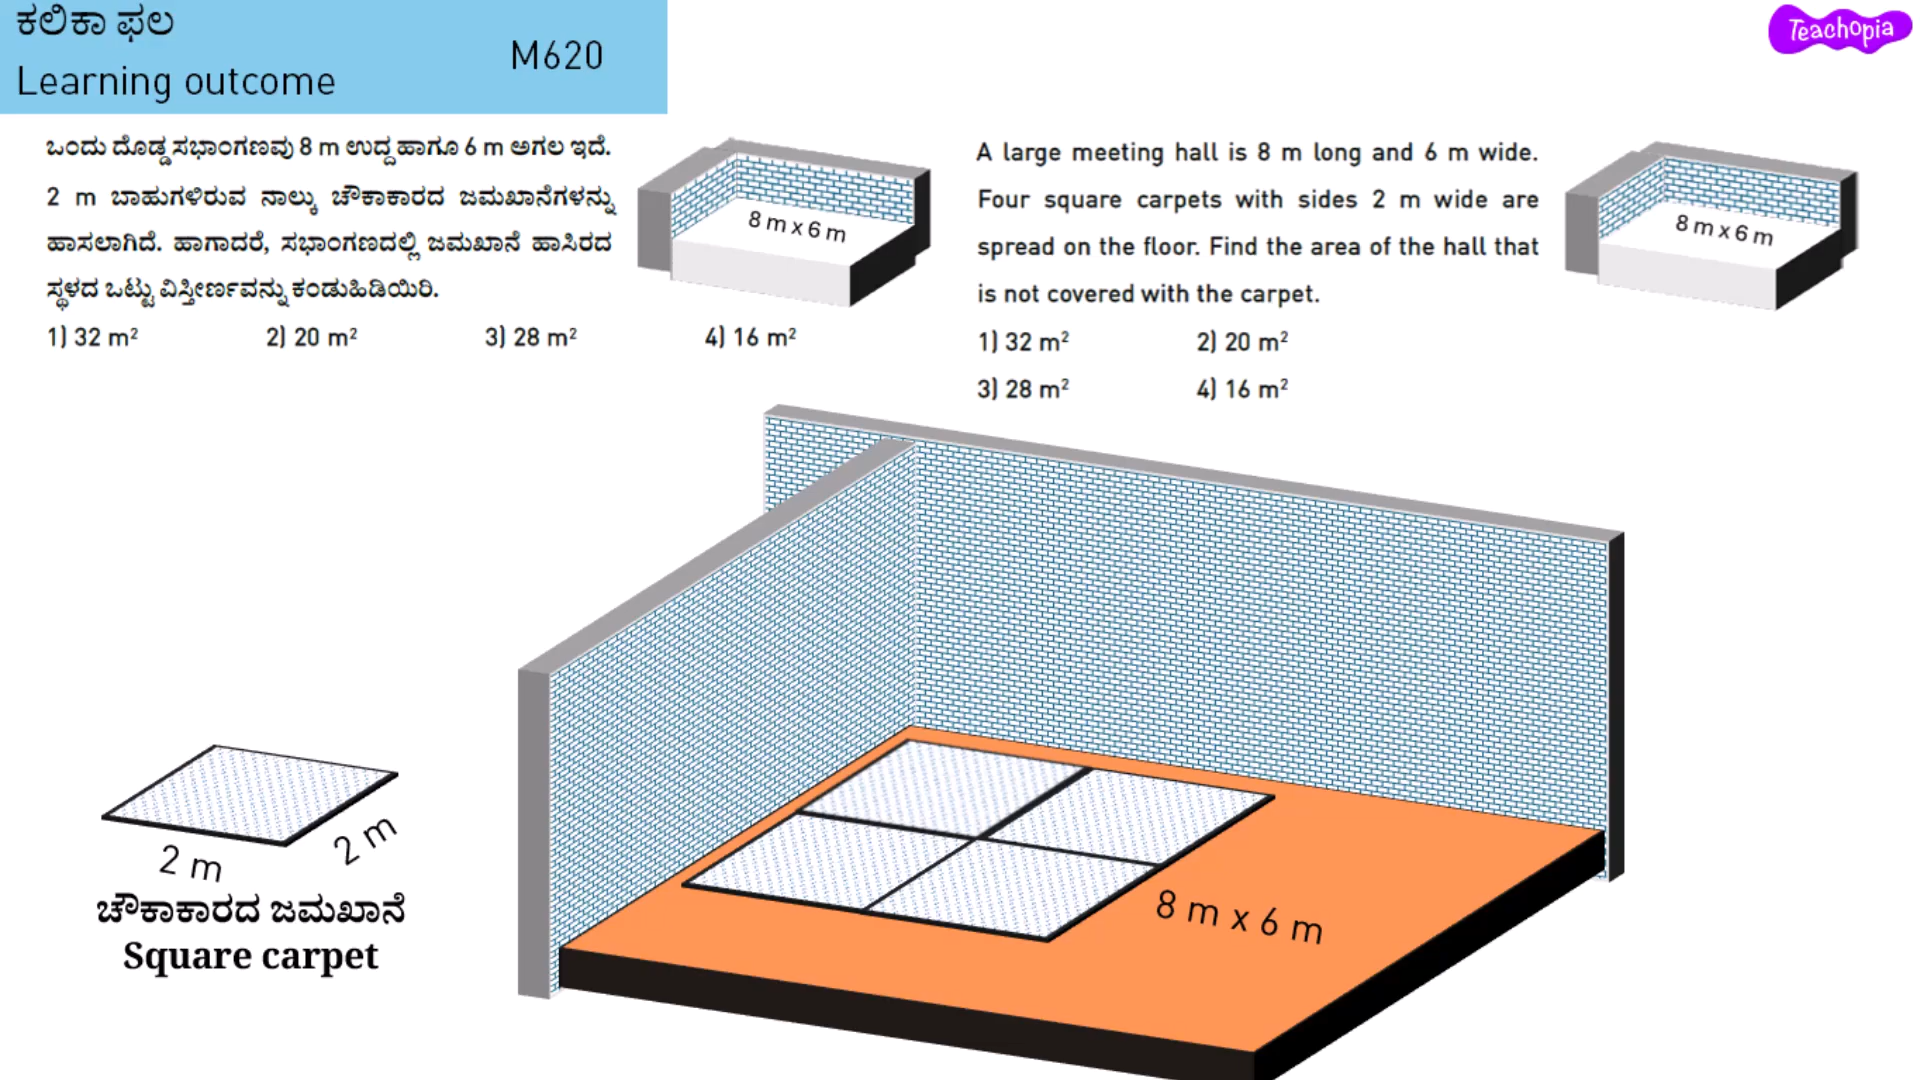 ಕಲಿಕಾ ಫಲ
Learning outcome
M620
Teachopia
ಒಂದು ದೊಡ್ಡ ಸಭಾಂಗಣವು 8 m ಉದ್ದ ಹಾಗೂ 6 m ಅಗಲ ಇದೆ.
2 m ಬಾಹುಗಳಿರುವ ನಾಲ್ಕು ಚೌಕಾಕಾರದ ಜಮಖಾನೆಗಳನ್ನು
ಹಾಸಲಾಗಿದೆ. ಹಾಗಾದರೆ, ಸಭಾಂಗಣದಲ್ಲಿ ಜಮಖಾನೆ ಹಾಸಿರದ
ಸ್ಥಳದ ಒಟ್ಟು ವಿಸ್ತೀರ್ಣವನ್ನು ಕಂಡುಹಿಡಿಯಿರಿ.
1) 32 m² 2) 20 m² 3) 28 m² 4) 16 m²
8 m x 6 m
A large meeting hall is 8 m long and 6 m wide.
Four square carpets with sides 2 m wide are
spread on the floor. Find the area of the hall that
is not covered with the carpet.
1) 32 m² 2) 20 m²
3) 28 m² 4) 16 m²
8 m x 6 m
2 m
2 m
ಚೌಕಾಕಾರದ ಜಮಖಾನೆ
Square carpet
8 m x 6 m